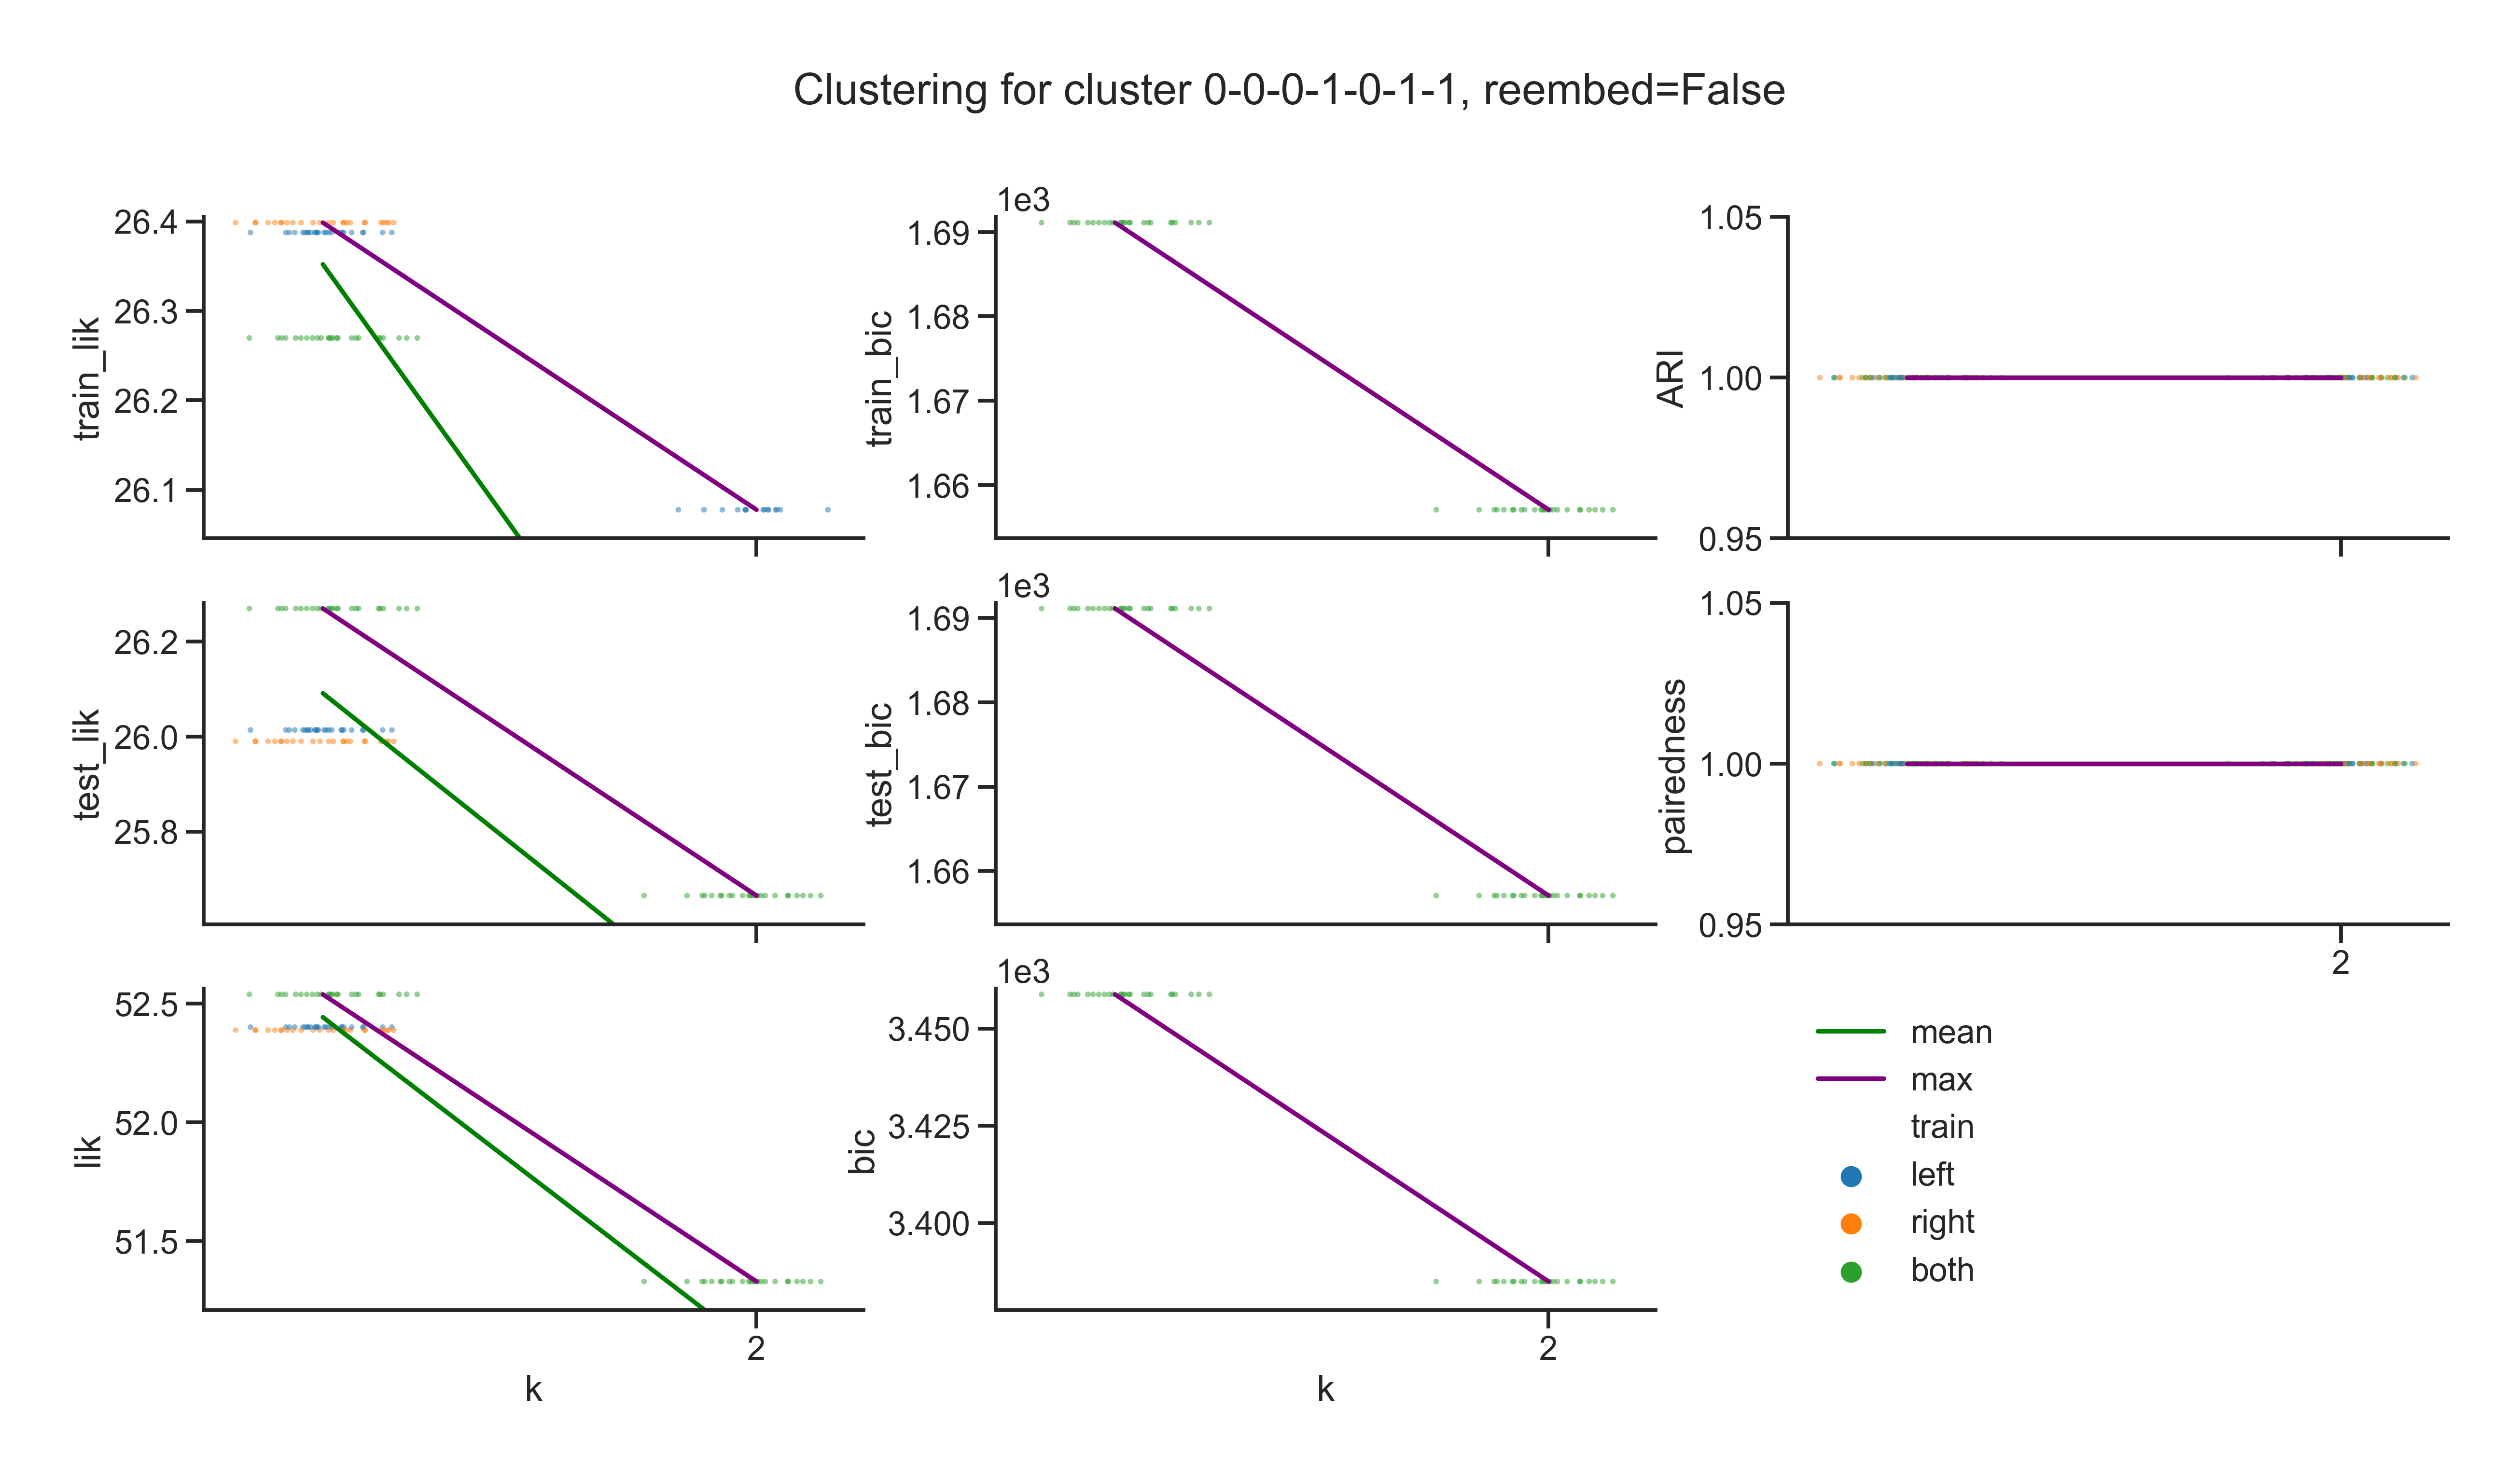 Clustering for cluster 0-0-0-1-0-1-1, reembed=False
train_lik
26.4
26.3
26.2
26.1
1e3
train_bic
1.69
1.68
1.67
1.66
ARI
1.05
1.00
0.95
test_lik
26.2
26.0
25.8
1e3
test_bic
1.69
1.68
1.67
1.66
pairedness
1.05
1.00
0.95
2
lik
52.5
52.0
51.5
2
k
1e3
bic
3.450
3.425
3.400
2
k
mean
max
train
left
right
both